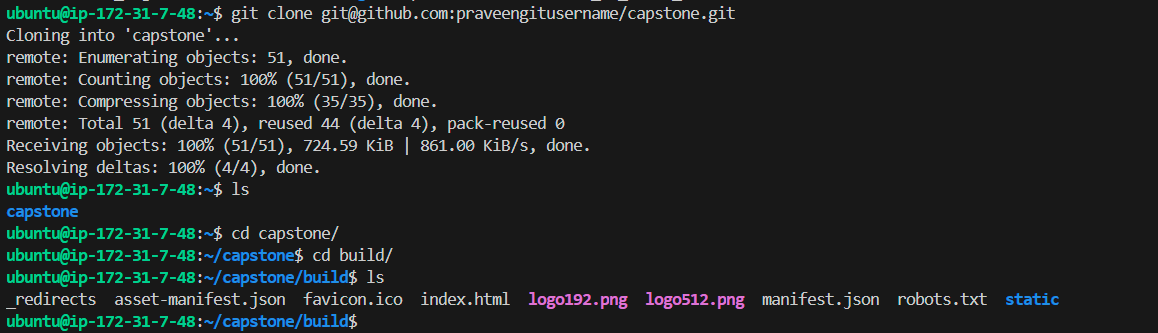 ubuntu@ip-172-31-7-48:~$ git clone git@github.com:praveengitusername/capstone.git
Cloning into 'capstone'...
remote: Enumerating objects: 51, done.
remote: Counting objects: 100% (51/51), done.
remote: Compressing objects: 100% (35/35), done.
remote: Total 51 (delta 4), reused 44 (delta 4), pack-reused 0
Receiving objects: 100% (51/51), 724.59 KiB | 861.00 KiB/s, done.
Resolving deltas: 100% (4/4), done.
ubuntu@ip-172-31-7-48:~$ ls
capstone
ubuntu@ip-172-31-7-48:~$ cd capstone/
ubuntu@ip-172-31-7-48:~/capstone$ cd build/
ubuntu@ip-172-31-7-48:~/capstone/build$ ls
_redirects  asset-manifest.json  favicon.ico  index.html  logo192.png  logo512.png  manifest.json  robots.txt  static
ubuntu@ip-172-31-7-48:~/capstone/build$